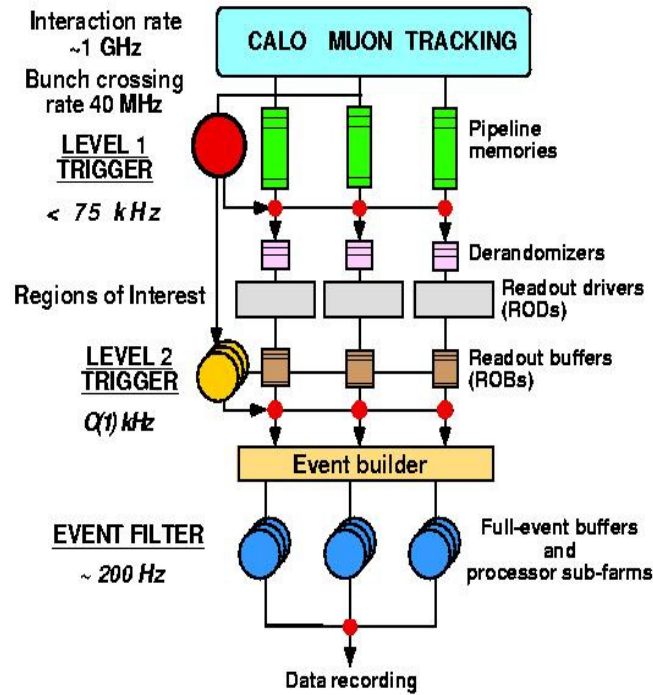 Interaction rate
~1 GHz
CALO MUON TRACKING
Bunch crossing
rate 40 MHz
LEVEL 1
TRIGGER
< 75 kHz
Pipeline
memories
Derandomizers
Regions of Interest
Readout drivers
(RODs)
LEVEL 2
TRIGGER
O(1) kHz
Readout buffers
(ROBs)
Event builder
EVENT FILTER
~ 200 Hz
Full-event buffers
and
processor sub-farms
Data recording